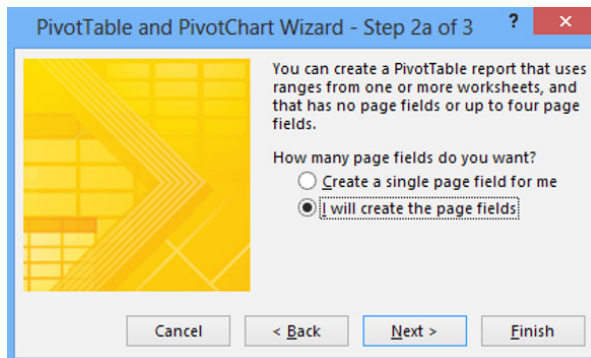 PivotTable and PivotChart Wizard - Step 2a of 3 ? ×
You can create a PivotTable report that uses
ranges from one or more worksheets, and
that has no page fields or up to four page
fields.
How many page fields do you want?
Create a single page field for me
I will create the page fields
Cancel < Back Next > Finish